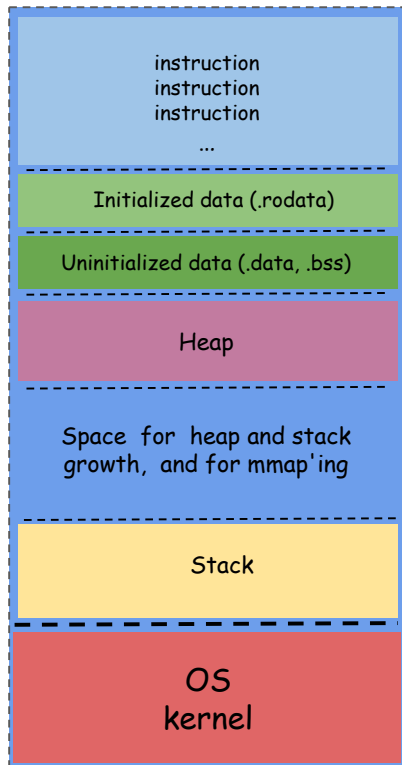 instruction
instruction
instruction
...
Initialized data (.rodata)
Uninitialized data (.data, .bss)
Heap
Space for heap and stack
growth, and for mmap'ing
Stack
OS
kernel